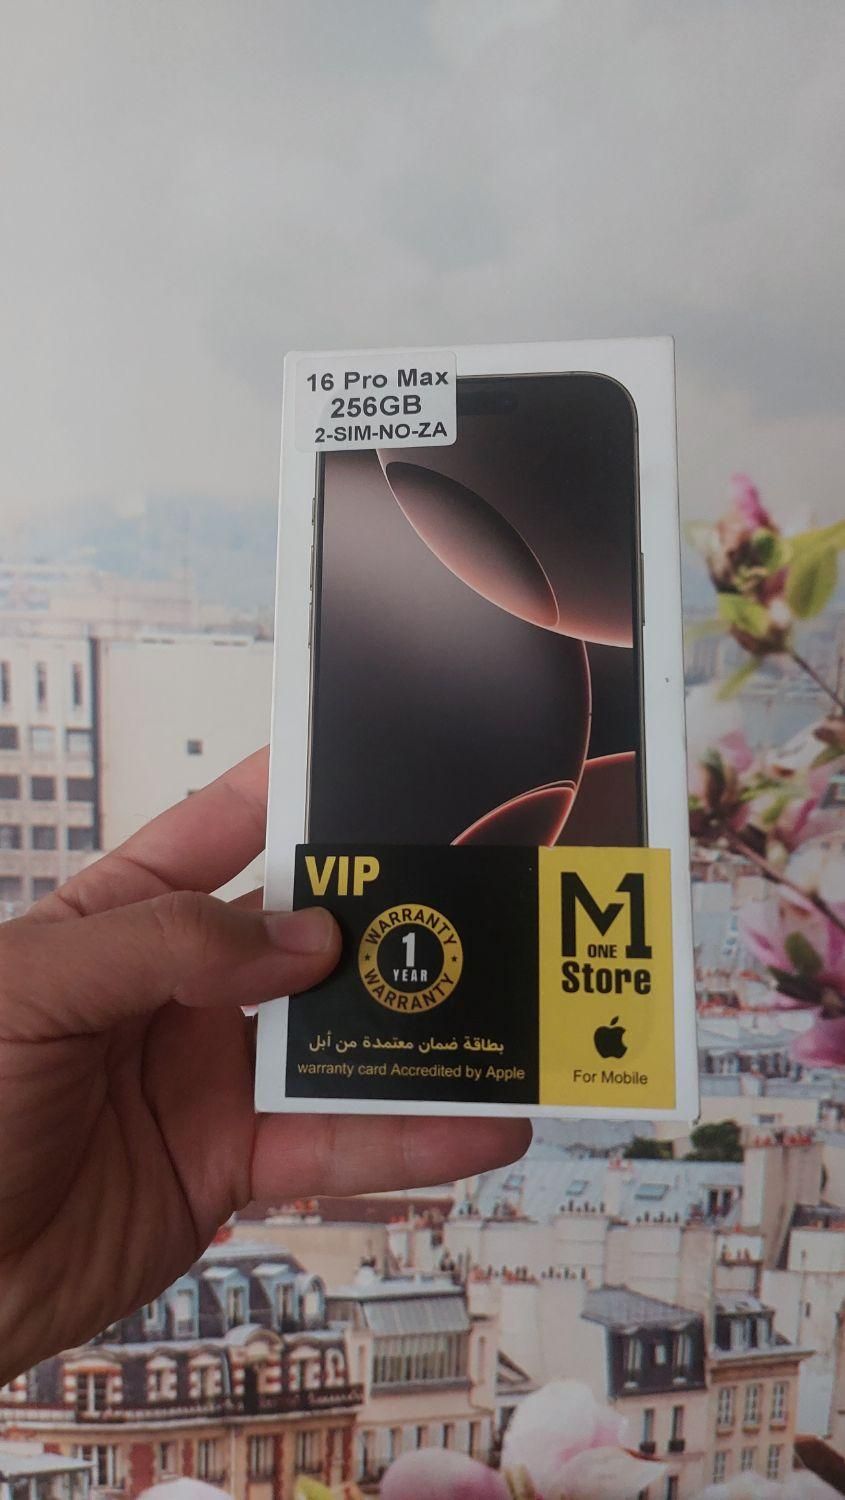 16 Pro Max
256GB
2-SIM-NO-ZA
VIP
WARRANTY
1
YEAR
WARRANTY
بطاقة ضمان معتمدة من أبل
warranty card Accredited by Apple
M1
ONE
Store
For Mobile